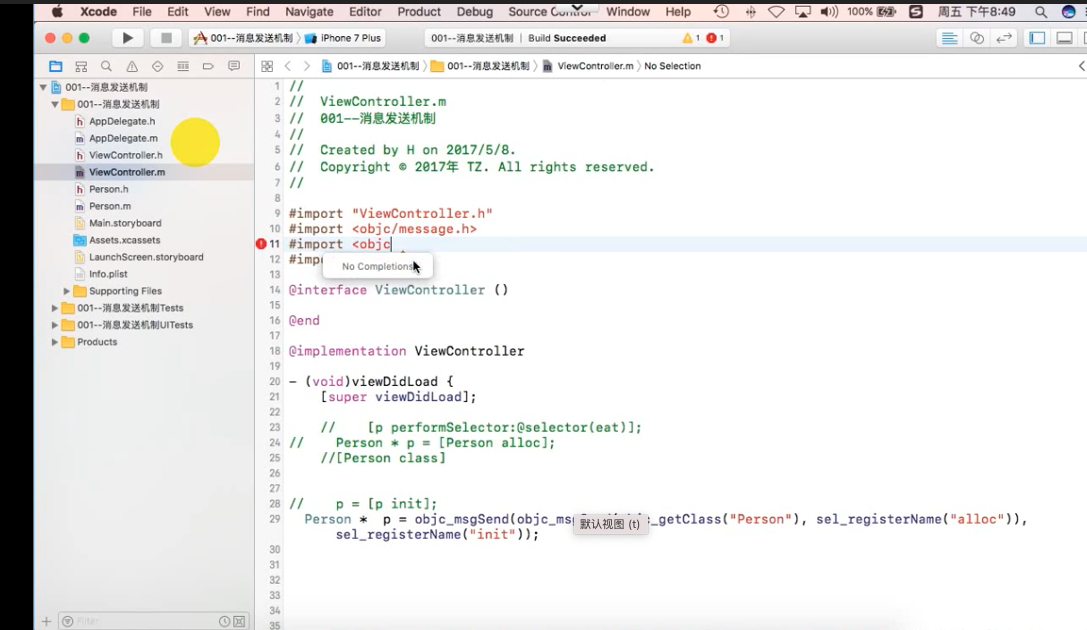 Xcode File Edit View Find Navigate Editor Product Debug Source Control Window Help 100% 周五 下午8:49
001--消息发送机制 iPhone 7 Plus 001--消息发送机制 | Build Succeeded 1 1
001--消息发送机制 001--消息发送机制 ViewController.m No Selection
001--消息发送机制
001--消息发送机制
AppDelegate.h
AppDelegate.m
ViewController.h
ViewController.m
Person.h
Person.m
Main.storyboard
Assets.xcassets
LaunchScreen.storyboard
Info.plist
Supporting Files
001--消息发送机制Tests
001--消息发送机制UITests
Products
Filter
1 //
2 //  ViewController.m
3 //  001--消息发送机制
4 //
5 //  Created by H on 2017/5/8.
6 //  Copyright © 2017年 TZ. All rights reserved.
7 //
8
9 #import "ViewController.h"
10 #import <objc/message.h>
11 #import <objc
12 #imp
No Completions
13
14 @interface ViewController ()
15
16 @end
17
18 @implementation ViewController
19
20 - (void)viewDidLoad {
21     [super viewDidLoad];
22
23     //    [p performSelector:@selector(eat)];
24 //    Person * p = [Person alloc];
25     //[Person class]
26
27
28 //    p = [p init];
29   Person *  p = objc_msgSend(objc_ms _getClass("Person"), sel_registerName("alloc")),
默认视图 (t)
sel_registerName("init"));
30
31
32
33
34
35